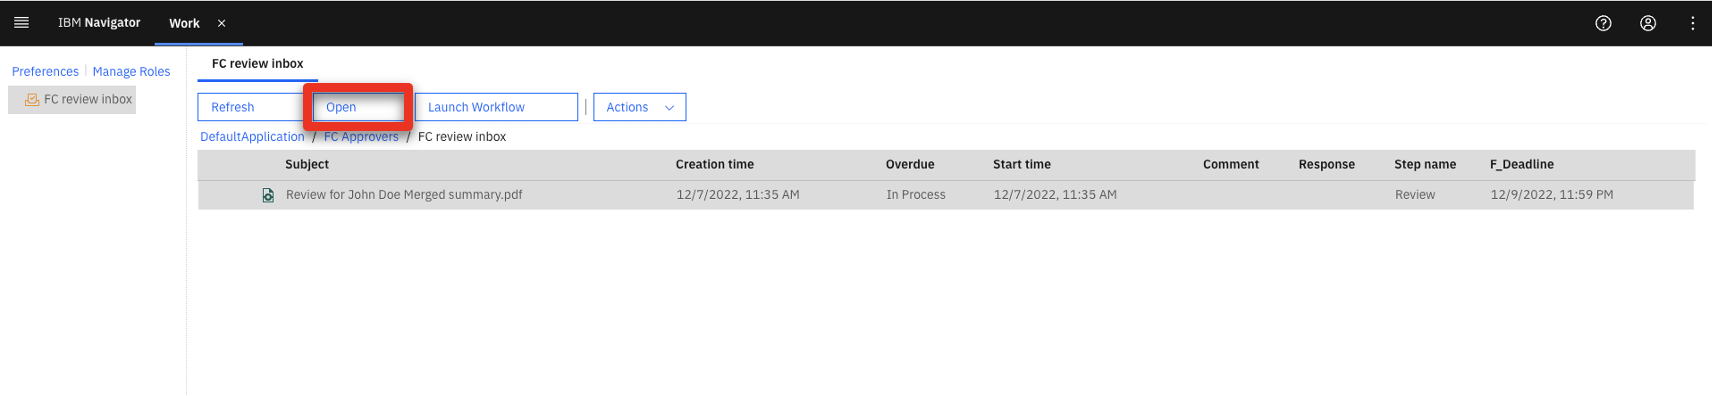 IBM Navigator Work ×
Preferences Manage Roles
FC review inbox
FC review inbox
Refresh Open Launch Workflow Actions
DefaultApplication / FC Approvers / FC review inbox
Subject Creation time Overdue Start time Comment Response Step name F_Deadline
Review for John Doe Merged summary.pdf 12/7/2022, 11:35 AM In Process 12/7/2022, 11:35 AM Review 12/9/2022, 11:59 PM